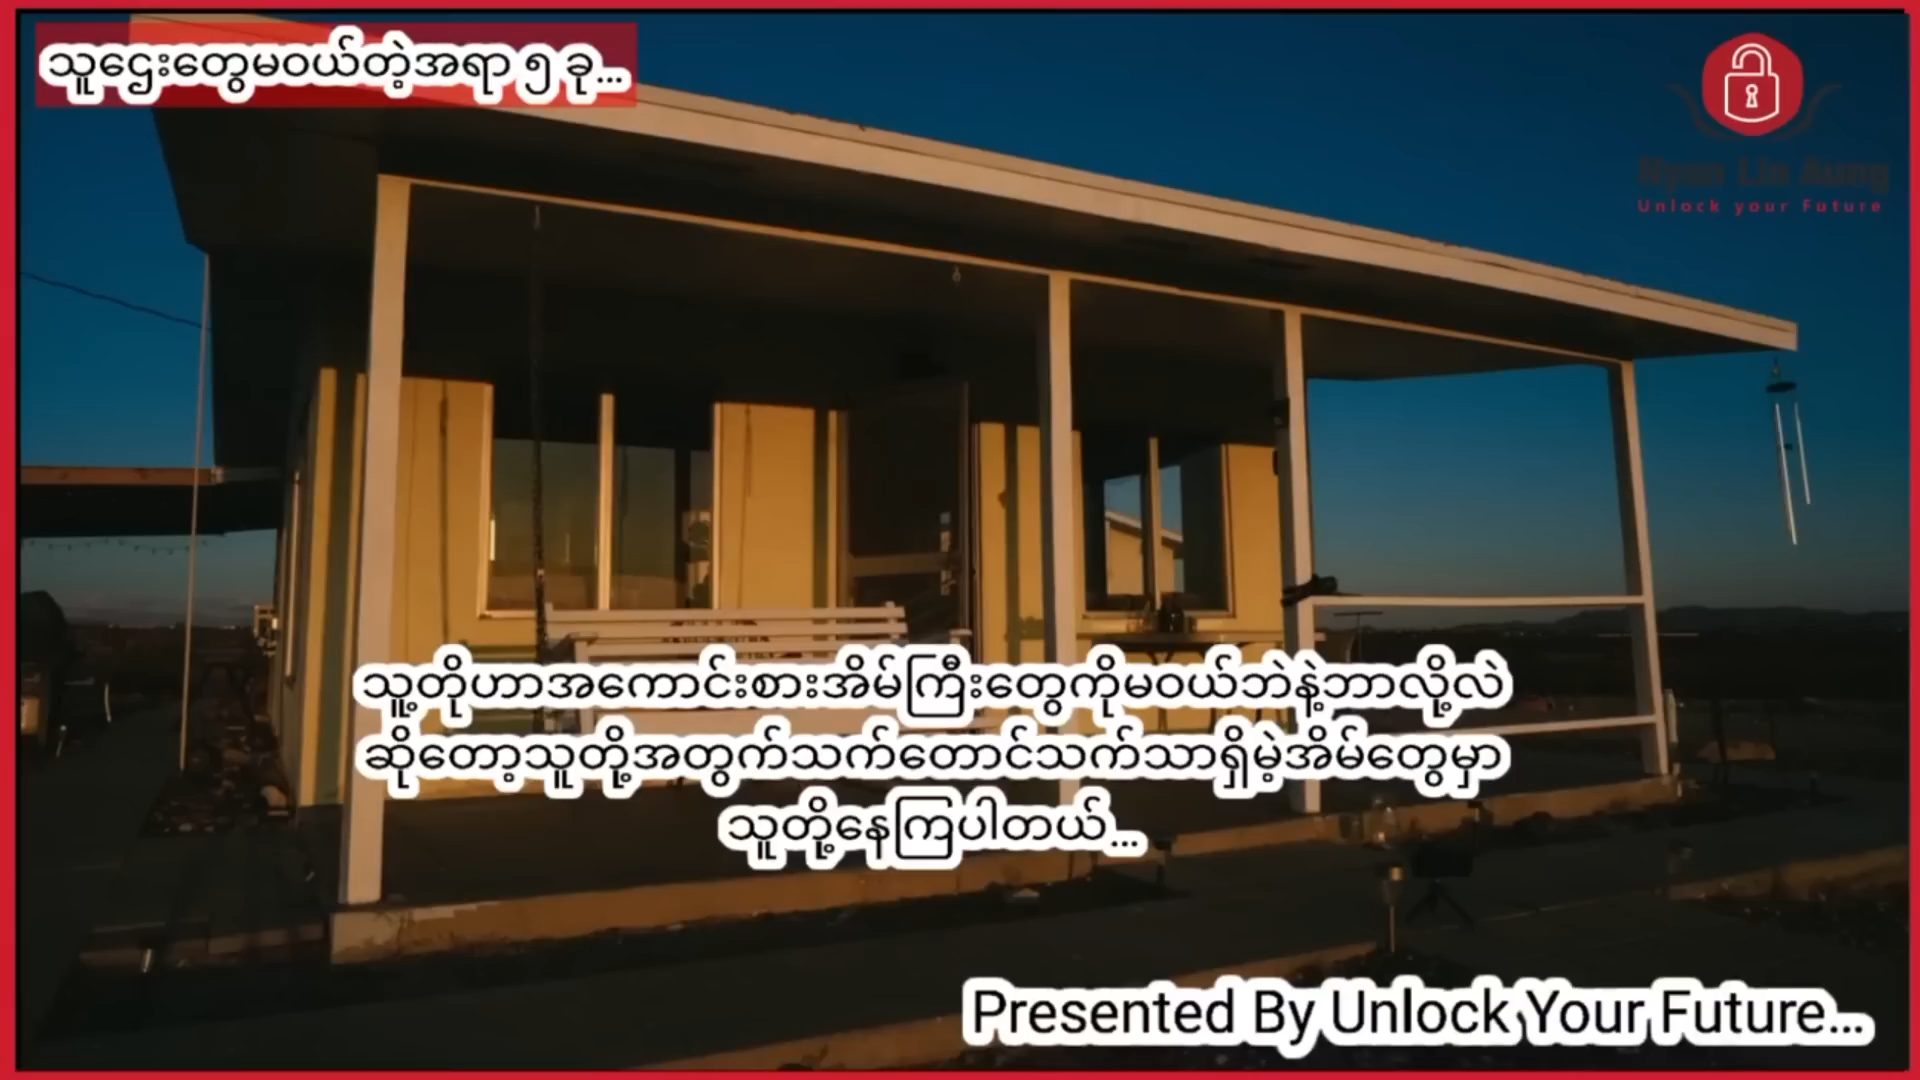 သူဌေးတွေမဝယ်တဲ့အရာ ၅ ခု...
Nyan Lin Aung
Unlock your Future
သူတို့ဟာအကောင်းစားအိမ်ကြီးတွေကိုမဝယ်ဘဲနဲ့ဘာလို့လဲ
ဆိုတော့သူတို့အတွက်သက်တောင်သက်သာရှိမဲ့အိမ်တွေမှာ
သူတို့နေကြပါတယ်...
Presented By Unlock Your Future...